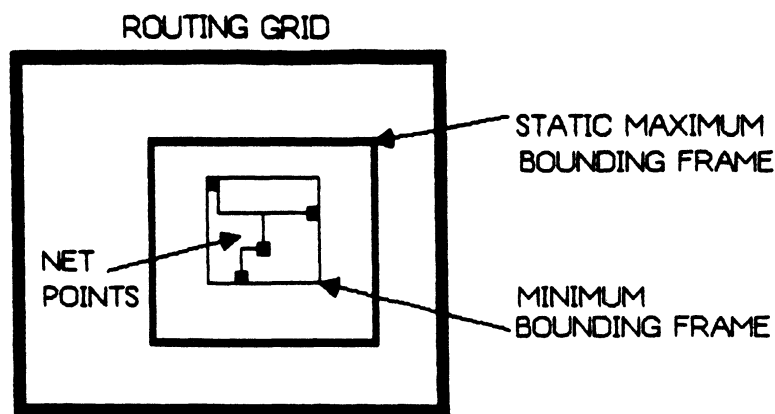 ROUTING GRID
STATIC MAXIMUM
BOUNDING FRAME
NET
POINTS
MINIMUM
BOUNDING FRAME